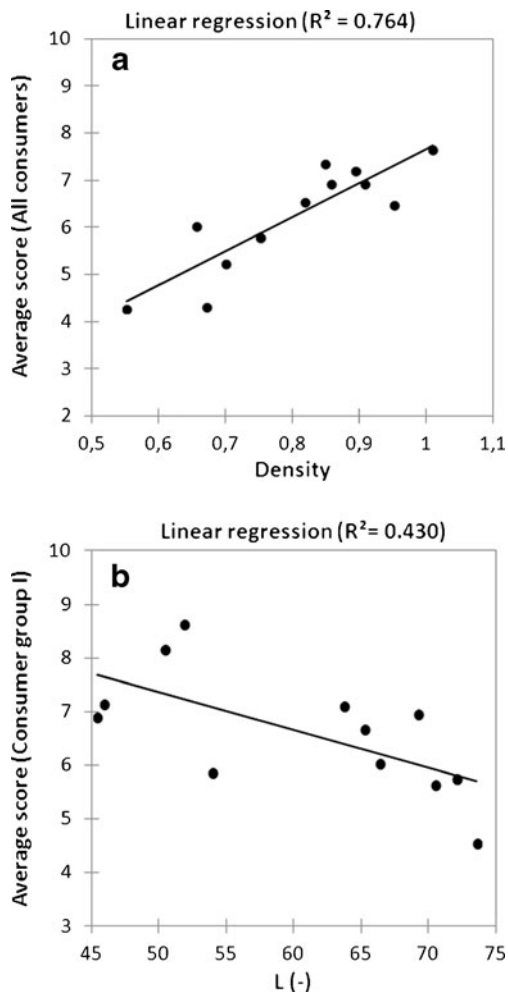 Linear regression (R² = 0.764)
a
10
9
8
7
6
5
4
3
2
Average score (All consumers)
0,5 0,6 0,7 0,8 0,9 1 1,1
Density
Linear regression (R²= 0.430)
b
10
9
8
7
6
5
4
3
Average score (Consumer group I)
45 50 55 60 65 70 75
L (-)